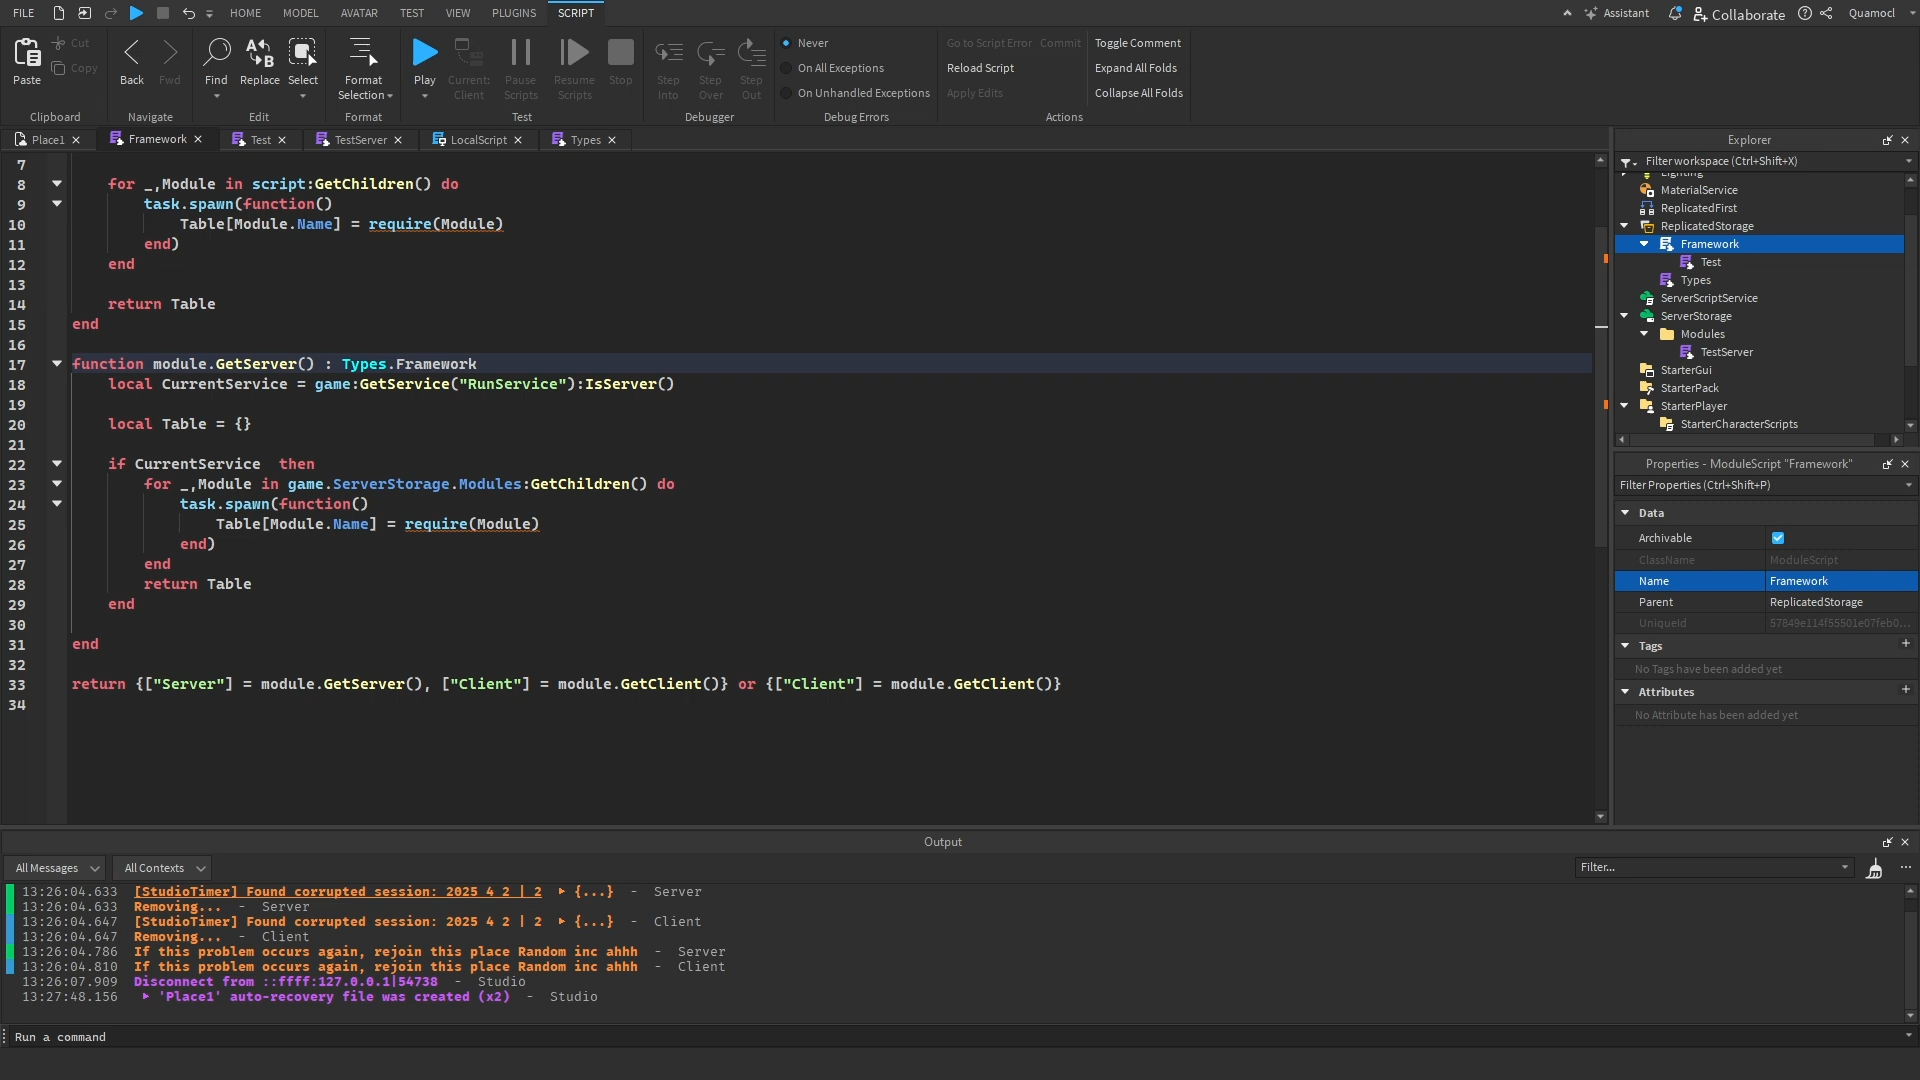 FILE HOME MODEL AVATAR TEST VIEW PLUGINS SCRIPT Assistant Collaborate Quamocl
Paste Cut Copy Back Fwd Find Replace Select Format Selection Play Current: Client Pause Scripts Resume Scripts Stop Step Into Step Over Step Out
Never
On All Exceptions
On Unhandled Exceptions
Go to Script Error Commit
Reload Script
Apply Edits
Toggle Comment
Expand All Folds
Collapse All Folds
Clipboard Navigate Edit Format Test Debugger Debug Errors Actions
Place1 Framework Test TestServer LocalScript Types
7
8 for _,Module in script:GetChildren() do
9 task.spawn(function()
10 Table[Module.Name] = require(Module)
11 end)
12 end
13
14 return Table
15 end
16
17 function module.GetServer() : Types.Framework
18 local CurrentService = game:GetService("RunService"):IsServer()
19
20 local Table = {}
21
22 if CurrentService  then
23 for _,Module in game.ServerStorage.Modules:GetChildren() do
24 task.spawn(function()
25 Table[Module.Name] = require(Module)
26 end)
27 end
28 return Table
29 end
30
31 end
32
33 return {["Server"] = module.GetServer(), ["Client"] = module.GetClient()} or {["Client"] = module.GetClient()}
34
Explorer
Filter workspace (Ctrl+Shift+X)
Lighting
MaterialService
ReplicatedFirst
ReplicatedStorage
Framework
Test
Types
ServerScriptService
ServerStorage
Modules
TestServer
StarterGui
StarterPack
StarterPlayer
StarterCharacterScripts
Properties - ModuleScript "Framework"
Filter Properties (Ctrl+Shift+P)
Data
Archivable
ClassName ModuleScript
Name Framework
Parent ReplicatedStorage
UniqueId 57849e114f55501e07feb0...
Tags
No Tags have been added yet
Attributes
No Attribute has been added yet
Output
All Messages All Contexts Filter...
13:26:04.633 [StudioTimer] Found corrupted session: 2025 4 2 | 2 {...} - Server
13:26:04.633 Removing... - Server
13:26:04.647 [StudioTimer] Found corrupted session: 2025 4 2 | 2 {...} - Client
13:26:04.647 Removing... - Client
13:26:04.786 If this problem occurs again, rejoin this place Random inc ahhh - Server
13:26:04.810 If this problem occurs again, rejoin this place Random inc ahhh - Client
13:26:07.909 Disconnect from ::ffff:127.0.0.1|54738 - Studio
13:27:48.156 'Place1' auto-recovery file was created (x2) - Studio
Run a command